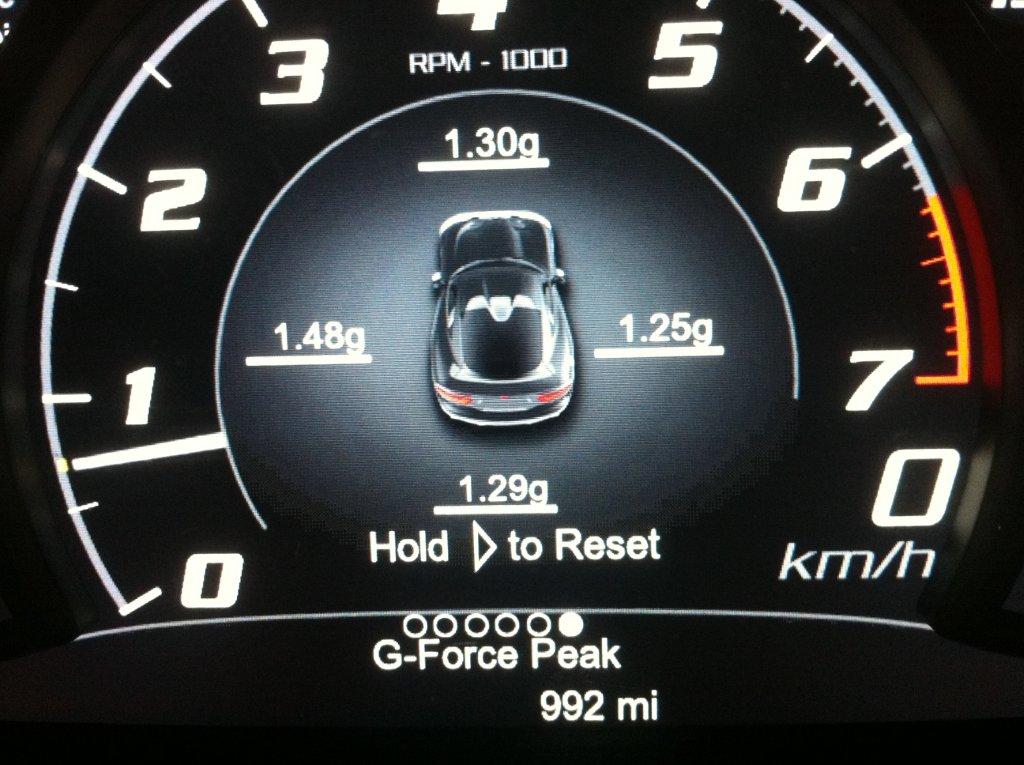 4
3
5
RPM - 1000
1.30g
2
6
1.48g
1.25g
1
7
1.29g
0
Hold ▷ to Reset
km/h
0
G-Force Peak
992 mi